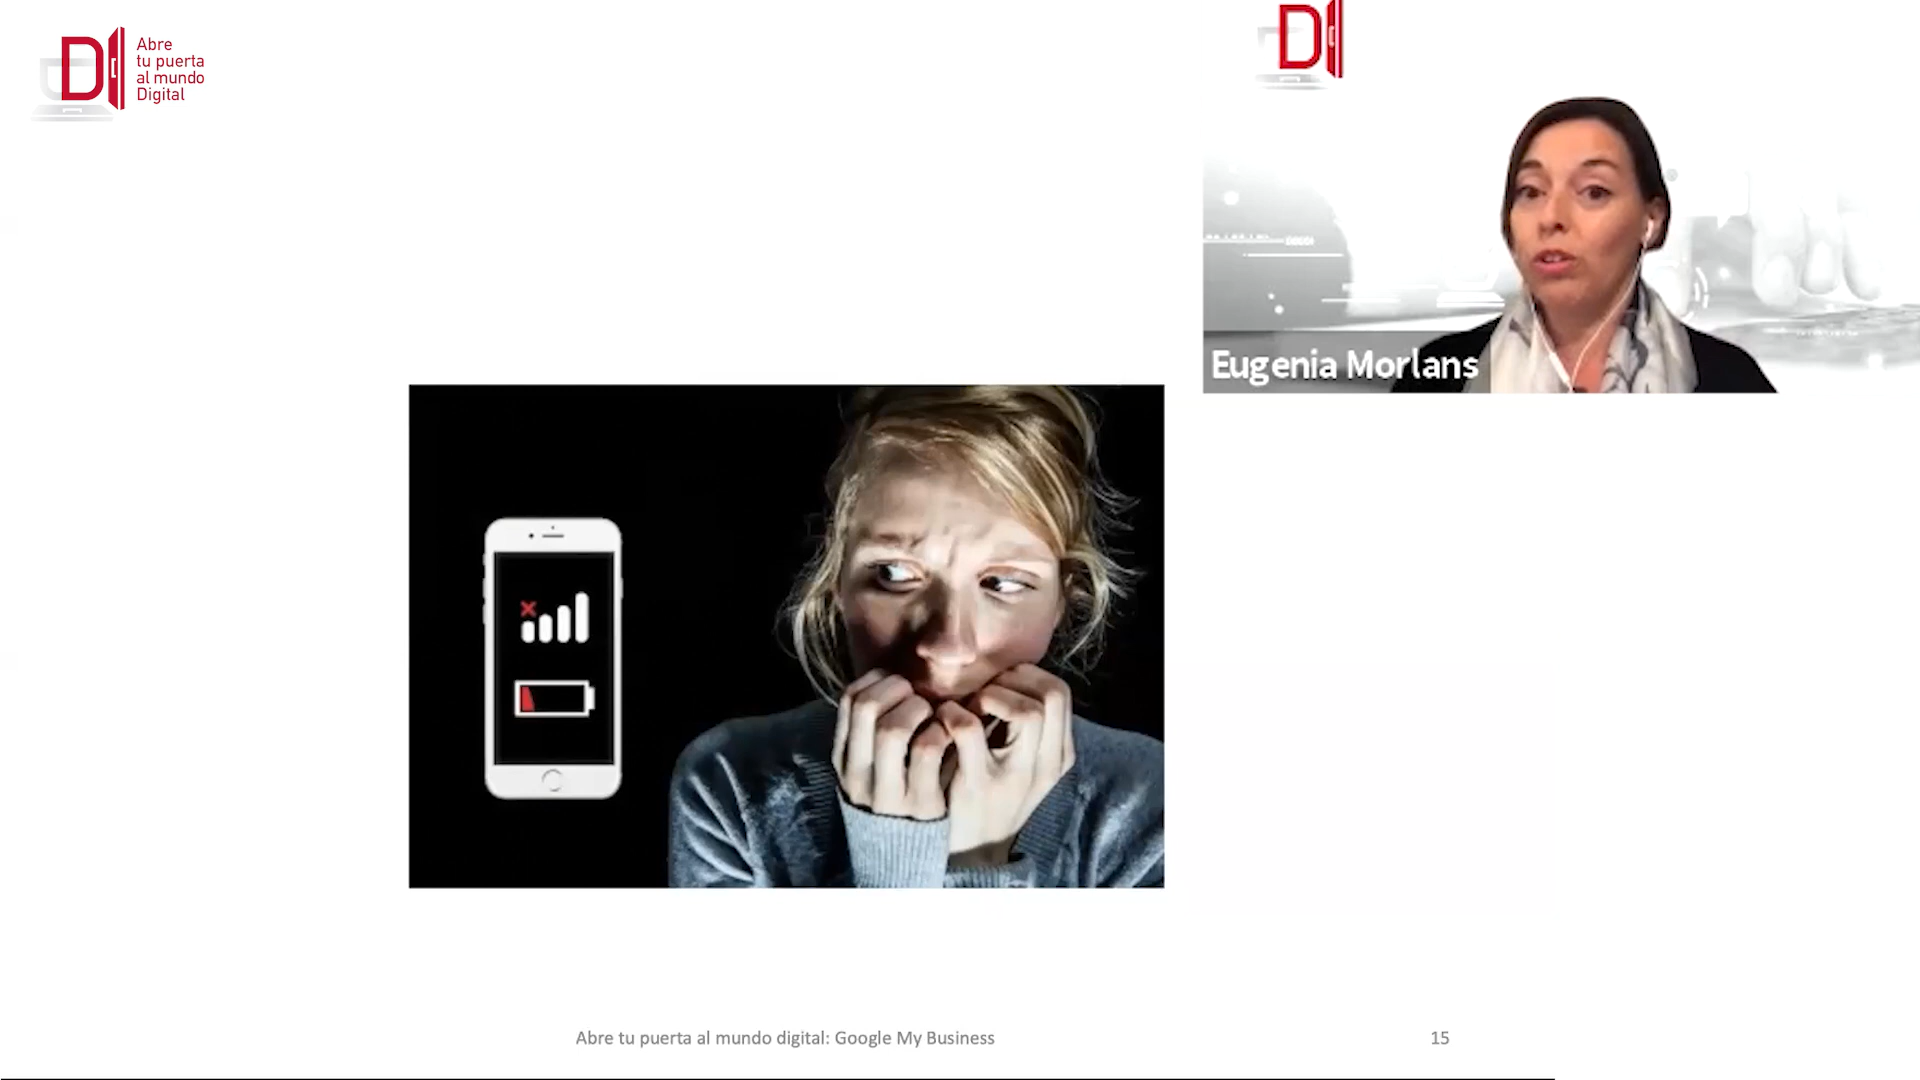 Abre
tu puerta
al mundo
Digital
Eugenia Morlans
Abre tu puerta al mundo digital: Google My Business
15